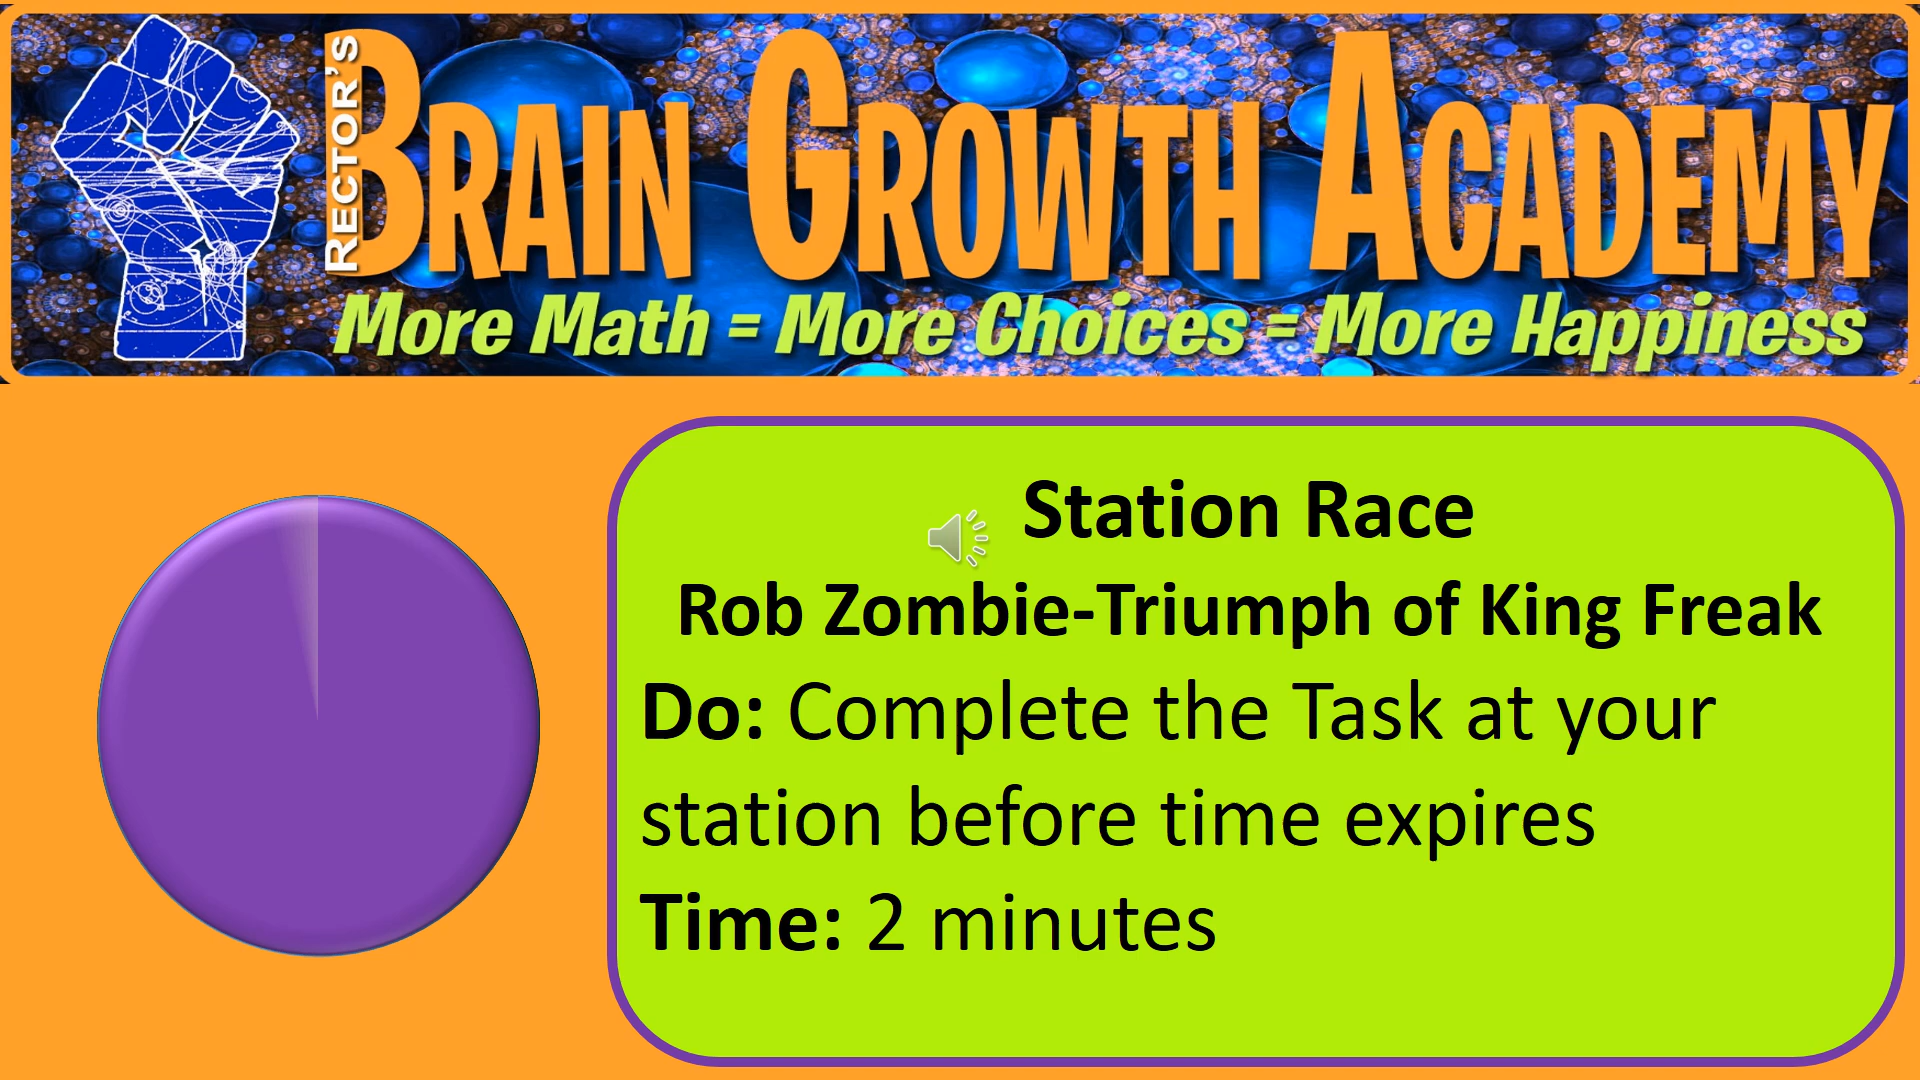 RECTOR'S
BRAIN GROWTH ACADEMY
More Math = More Choices = More Happiness
Station Race
Rob Zombie-Triumph of King Freak
Do: Complete the Task at your
station before time expires
Time: 2 minutes